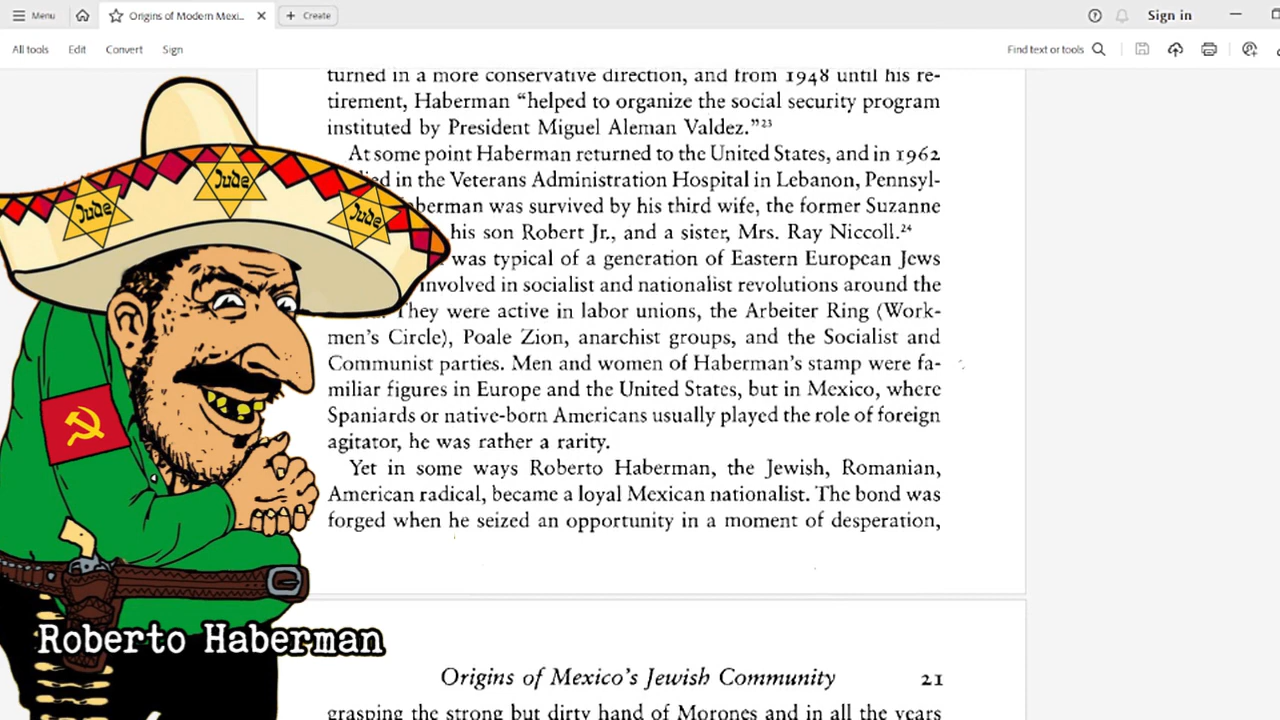 Menu
Origins of Modern Mexi...
Create
Sign in
All tools
Edit
Convert
Sign
Find text or tools
turned in a more conservative direction, and from 1948 until his re-
tirement, Haberman “helped to organize the social security program
instituted by President Miguel Aleman Valdez.”23
At some point Haberman returned to the United States, and in 1962
in the Veterans Administration Hospital in Lebanon, Pennsyl-
was survived by his third wife, the former Suzanne
his son Robert Jr., and a sister, Mrs. Ray Niccoll.24
was typical of a generation of Eastern European Jews
involved in socialist and nationalist revolutions around the
They were active in labor unions, the Arbeiter Ring (Work-
men’s Circle), Poale Zion, anarchist groups, and the Socialist and
Communist parties. Men and women of Haberman’s stamp were fa-
miliar figures in Europe and the United States, but in Mexico, where
Spaniards or native-born Americans usually played the role of foreign
agitator, he was rather a rarity.
Yet in some ways Roberto Haberman, the Jewish, Romanian,
American radical, became a loyal Mexican nationalist. The bond was
forged when he seized an opportunity in a moment of desperation,
Jude
Jude
Jude
Roberto Haberman
Origins of Mexico’s Jewish Community 21
grasping the strong but dirty hand of Morones and in all the years